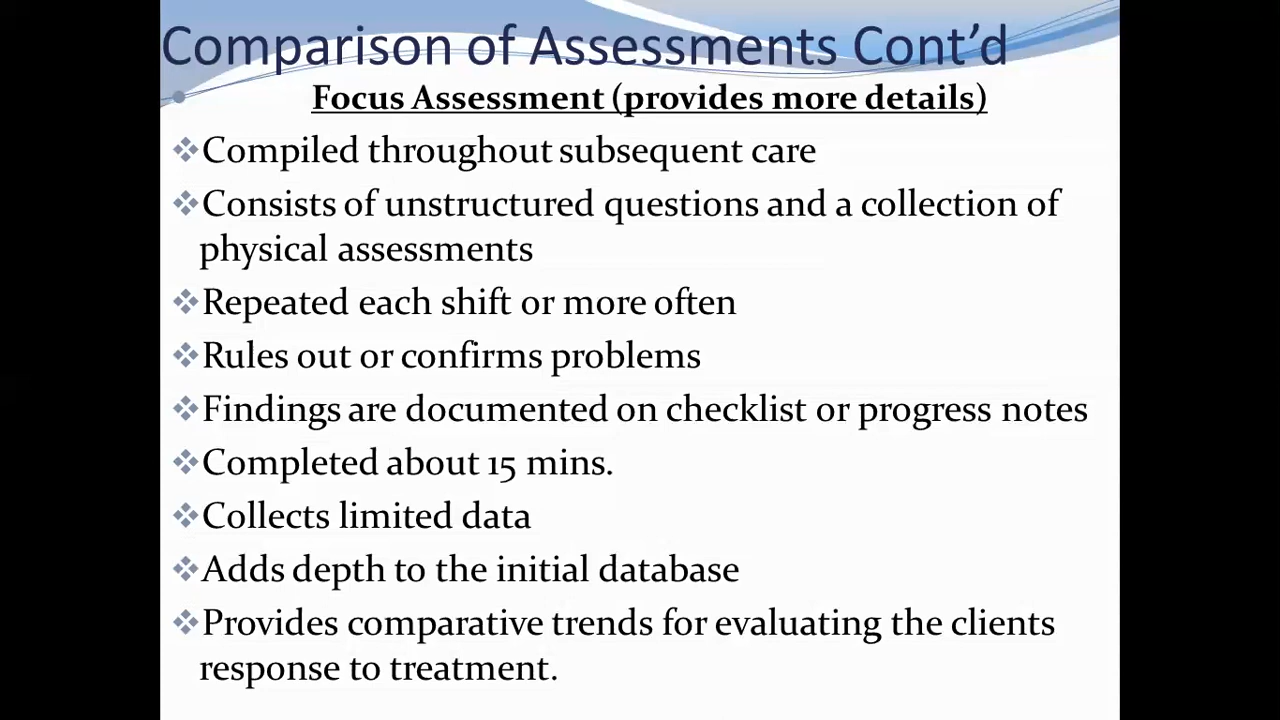 Comparison of Assessments Cont’d
Focus Assessment (provides more details)
Compiled throughout subsequent care
Consists of unstructured questions and a collection of
physical assessments
Repeated each shift or more often
Rules out or confirms problems
Findings are documented on checklist or progress notes
Completed about 15 mins.
Collects limited data
Adds depth to the initial database
Provides comparative trends for evaluating the clients
response to treatment.